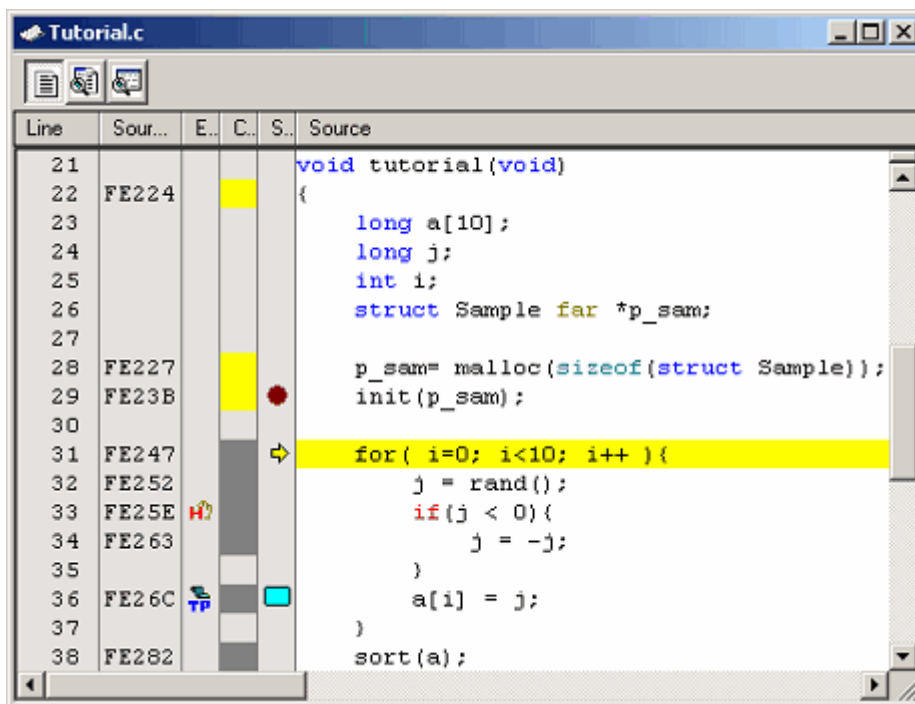 Tutorial.c
Line Sour... E.. C.. S.. Source
21 void tutorial(void)
22 FE224 {
23 long a[10];
24 long j;
25 int i;
26 struct Sample far *p_sam;
27
28 FE227 p_sam= malloc(sizeof(struct Sample));
29 FE23B init(p_sam);
30
31 FE247 for( i=0; i<10; i++ ){
32 FE252 j = rand();
33 FE25E H if(j < 0){
34 FE263 j = -j;
35 }
36 FE26C TP a[i] = j;
37 }
38 FE282 sort(a);